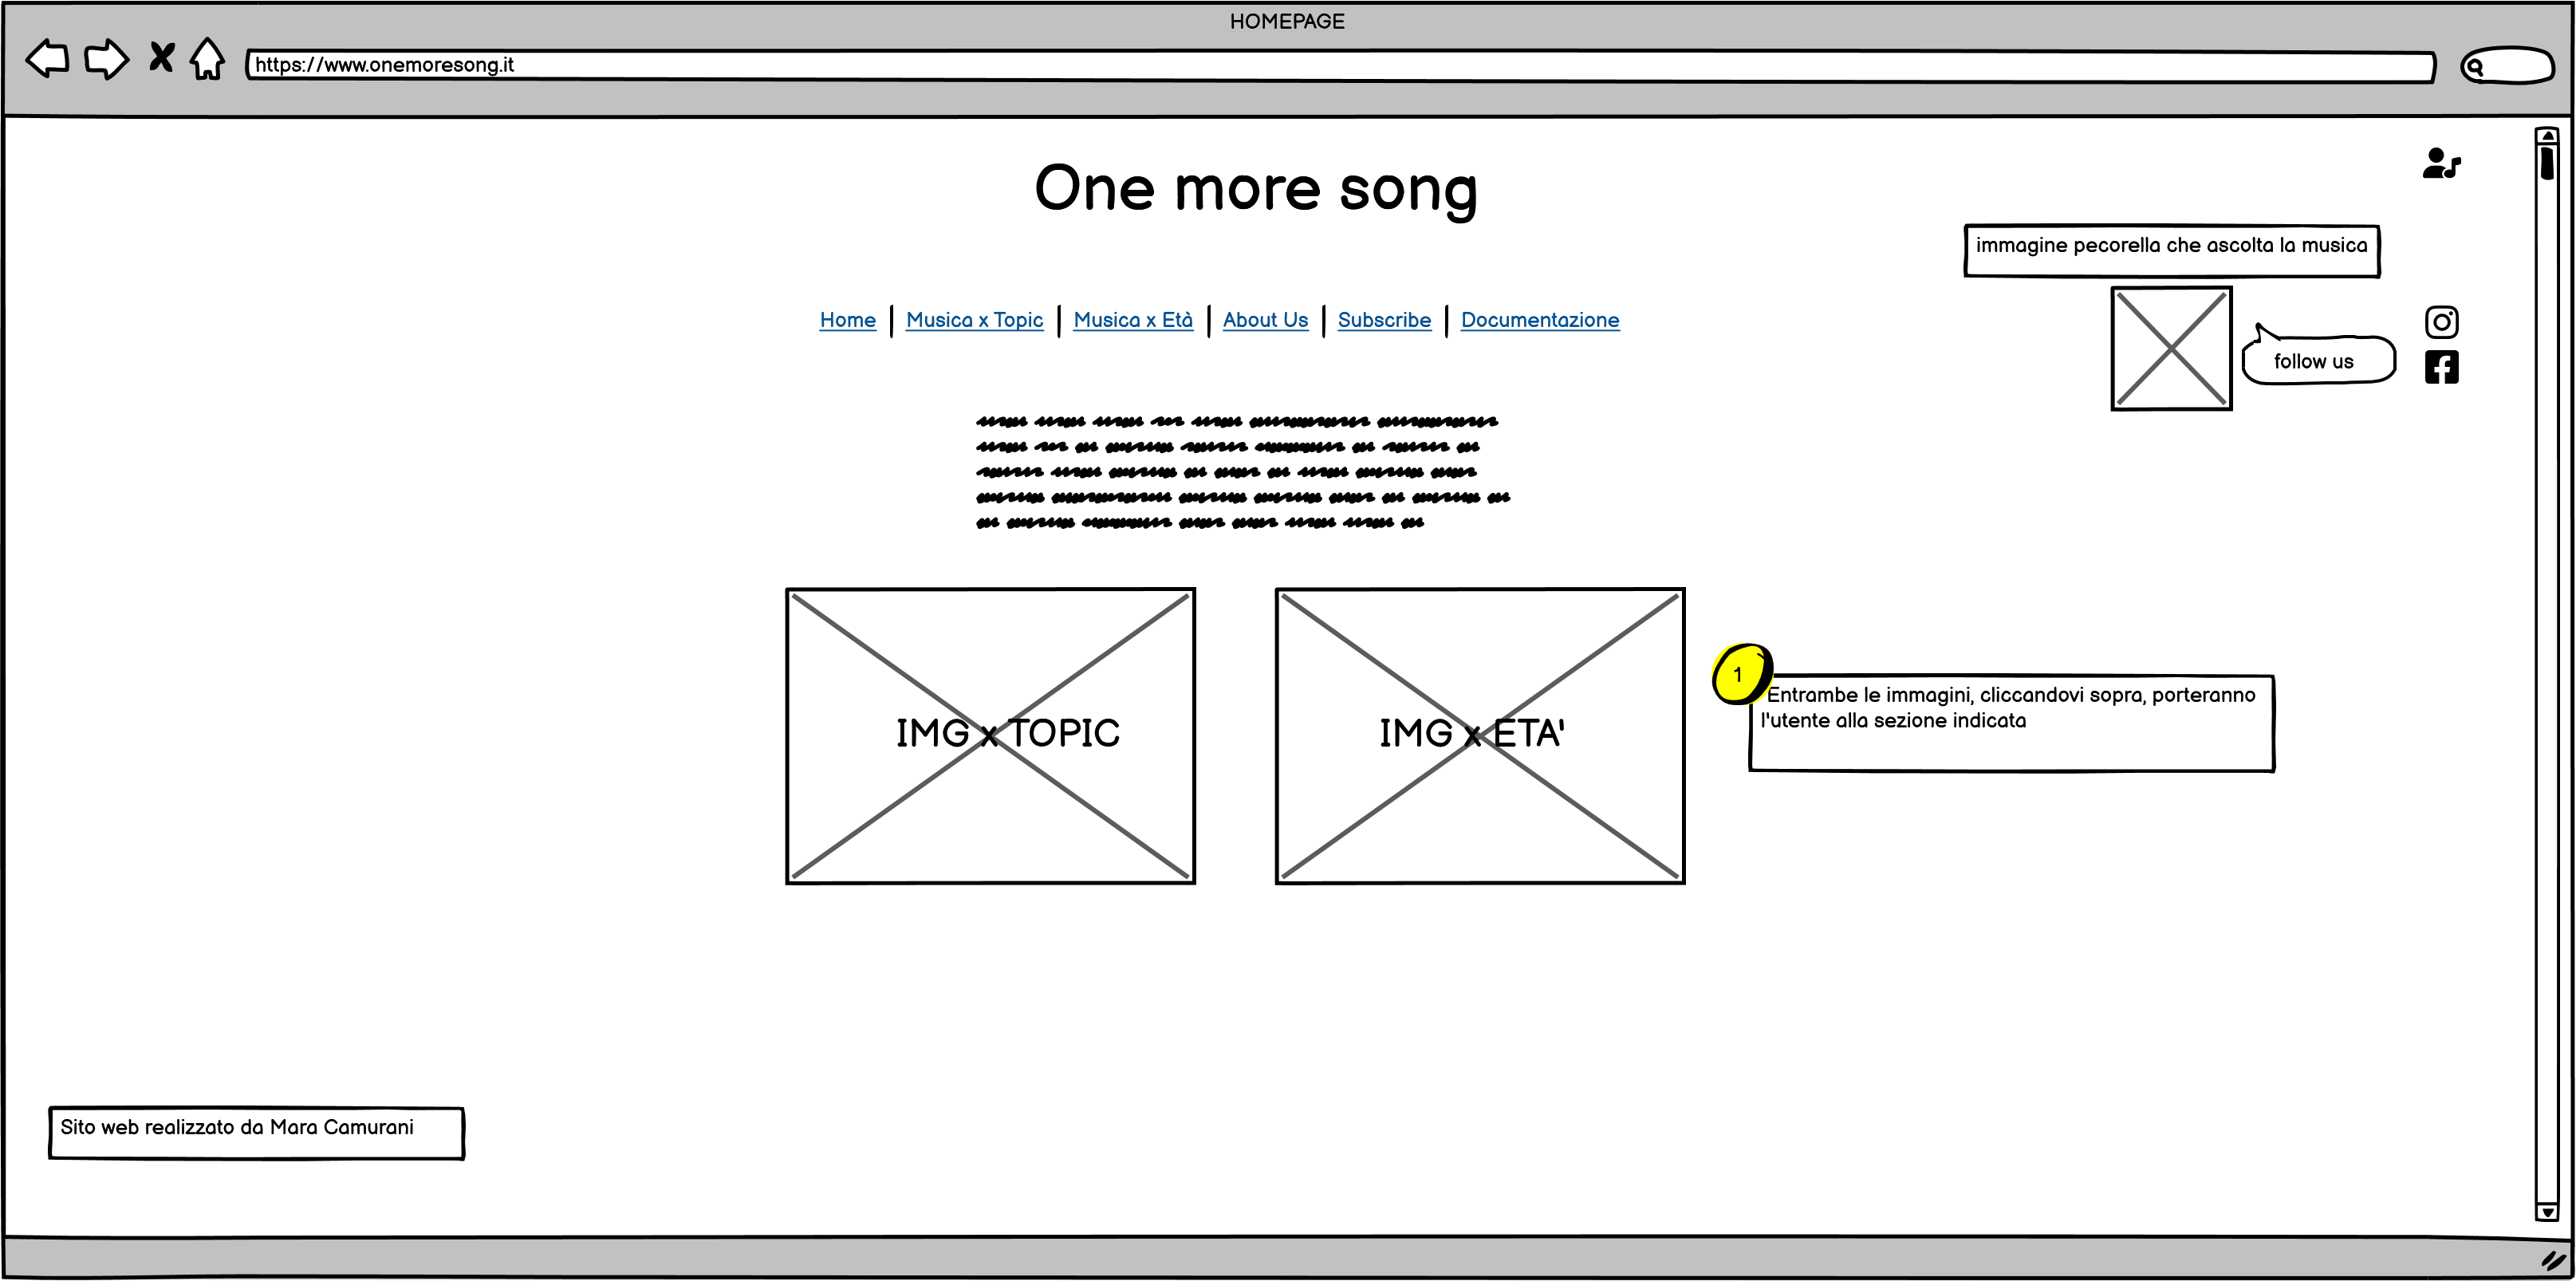 HOMEPAGE
https://www.onemoresong.it
One more song
immagine pecorella che ascolta la musica
Home Musica x Topic Musica x Età About Us Subscribe Documentazione
follow us
IMG x TOPIC
IMG x ETA'
1
Entrambe le immagini, cliccandovi sopra, porteranno
l'utente alla sezione indicata
Sito web realizzato da Mara Camurani